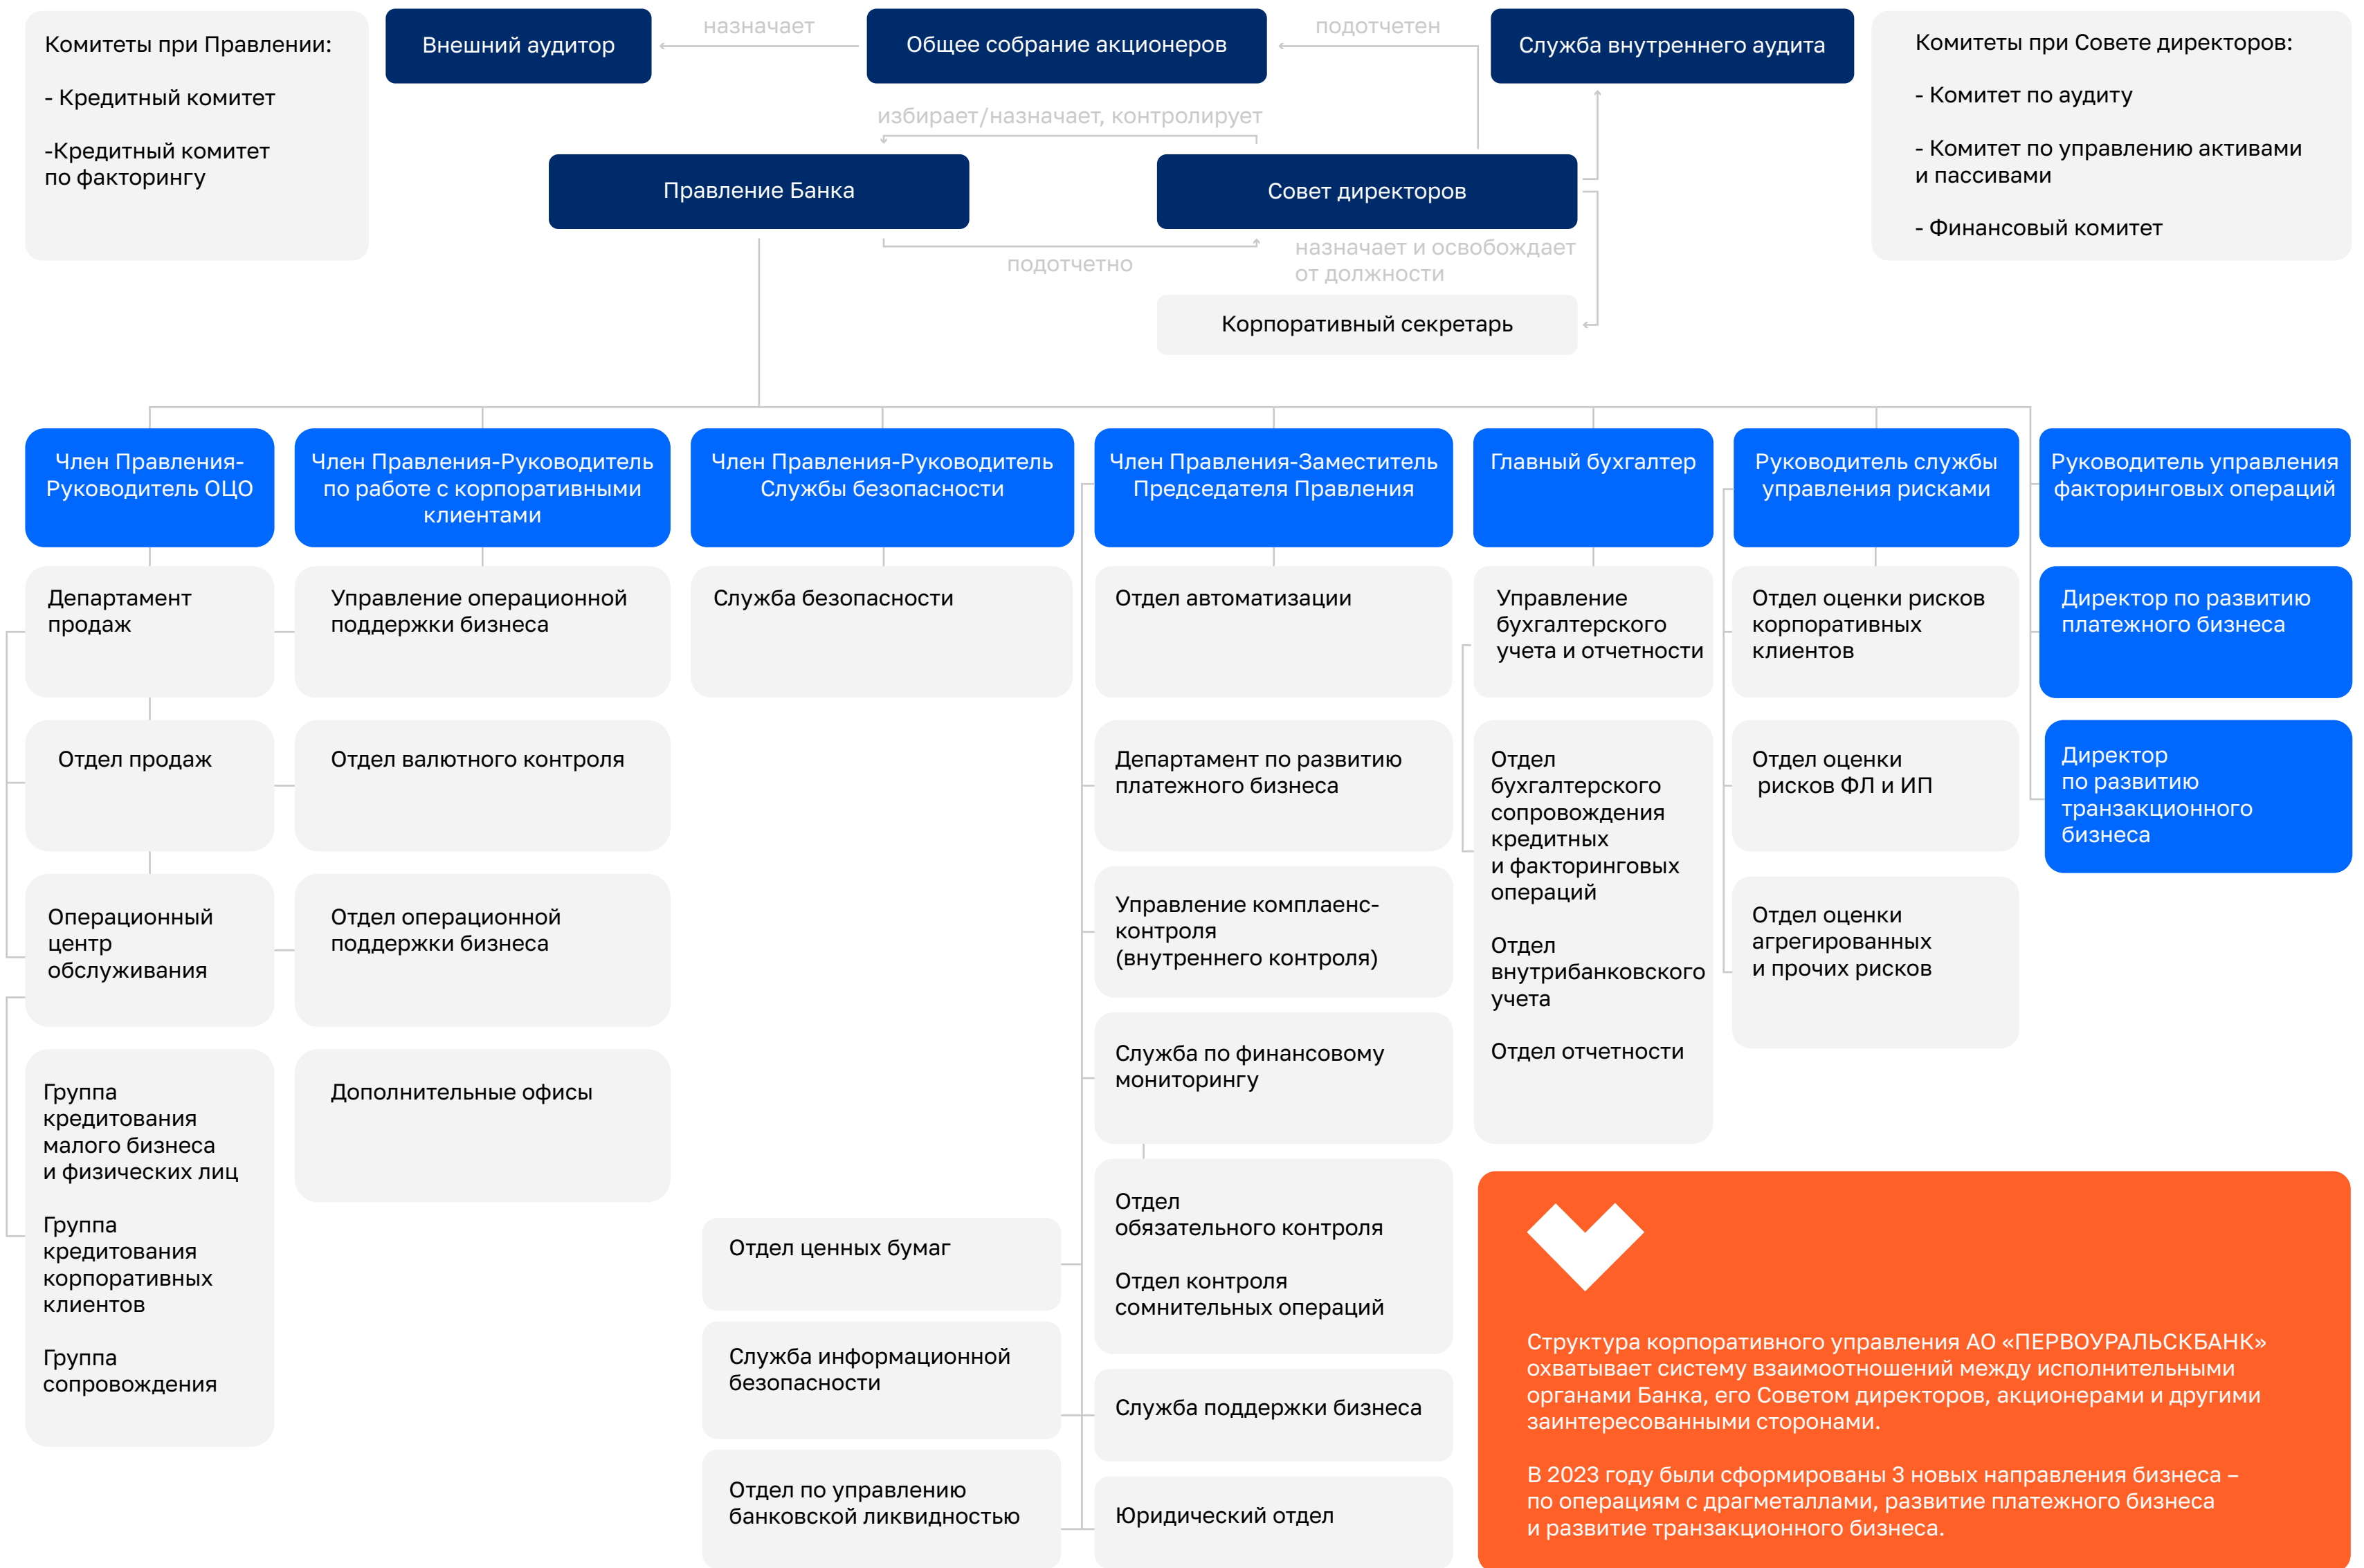 Комитеты при Правлении:
- Кредитный комитет
-Кредитный комитет
по факторингу
Внешний аудитор
назначает
Общее собрание акционеров
подотчетен
Служба внутреннего аудита
Комитеты при Совете директоров:
- Комитет по аудиту
- Комитет по управлению активами
и пассивами
- Финансовый комитет
избирает/назначает, контролирует
Правление Банка
Совет директоров
подотчетно
назначает и освобождает
от должности
Корпоративный секретарь
Член Правления-
Руководитель ОЦО
Член Правления-Руководитель
по работе с корпоративными
клиентами
Член Правления-Руководитель
Службы безопасности
Член Правления-Заместитель
Председателя Правления
Главный бухгалтер
Руководитель службы
управления рисками
Руководитель управления
факторинговых операций
Департамент
продаж
Отдел продаж
Операционный
центр
обслуживания
Группа
кредитования
малого бизнеса
и физических лиц
Группа
кредитования
корпоративных
клиентов
Группа
сопровождения
Управление операционной
поддержки бизнеса
Отдел валютного контроля
Отдел операционной
поддержки бизнеса
Дополнительные офисы
Служба безопасности
Отдел ценных бумаг
Служба информационной
безопасности
Отдел по управлению
банковской ликвидностью
Отдел автоматизации
Департамент по развитию
платежного бизнеса
Управление комплаенс-
контроля
(внутреннего контроля)
Служба по финансовому
мониторингу
Отдел
обязательного контроля
Отдел контроля
сомнительных операций
Служба поддержки бизнеса
Юридический отдел
Управление
бухгалтерского
учета и отчетности
Отдел
бухгалтерского
сопровождения
кредитных
и факторинговых
операций
Отдел
внутрибанковского
учета
Отдел отчетности
Отдел оценки рисков
корпоративных
клиентов
Отдел оценки
рисков ФЛ и ИП
Отдел оценки
агрегированных
и прочих рисков
Директор по развитию
платежного бизнеса
Директор
по развитию
транзакционного
бизнеса
Структура корпоративного управления АО «ПЕРВОУРАЛЬСКБАНК»
охватывает систему взаимоотношений между исполнительными
органами Банка, его Советом директоров, акционерами и другими
заинтересованными сторонами.
В 2023 году были сформированы 3 новых направления бизнеса –
по операциям с драгметаллами, развитие платежного бизнеса
и развитие транзакционного бизнеса.